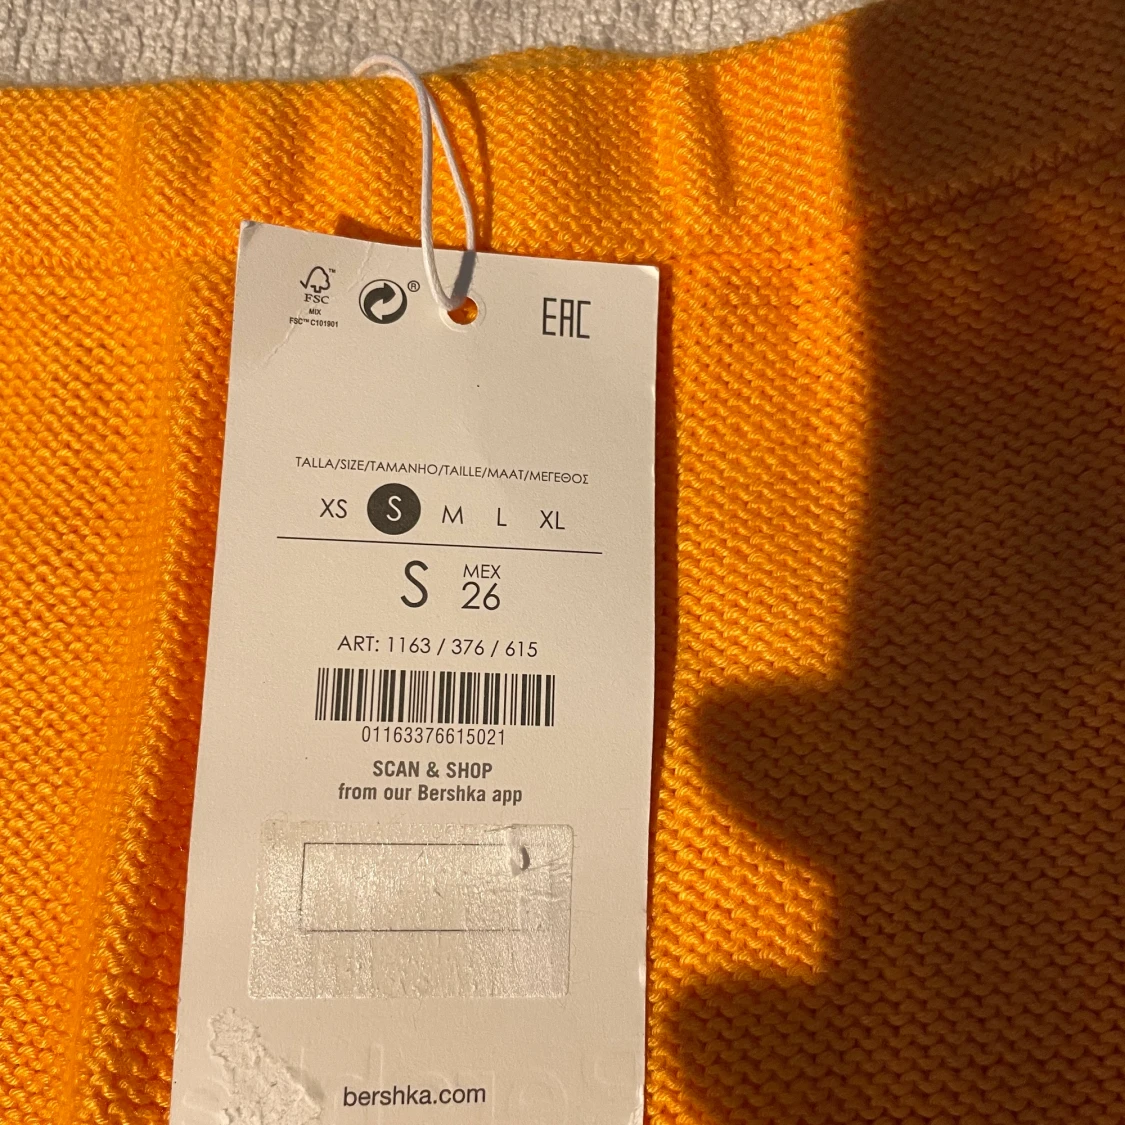 FSC™
MIX
FSC™ C101901
®
EAC
TALLA/SIZE/TAMANHO/TAILLE/MAAT/ΜΕΓΕΘΟΣ
XS S M L XL
S MEX 26
ART: 1163 / 376 / 615
01163376615021
SCAN & SHOP
from our Bershka app
bershka.com